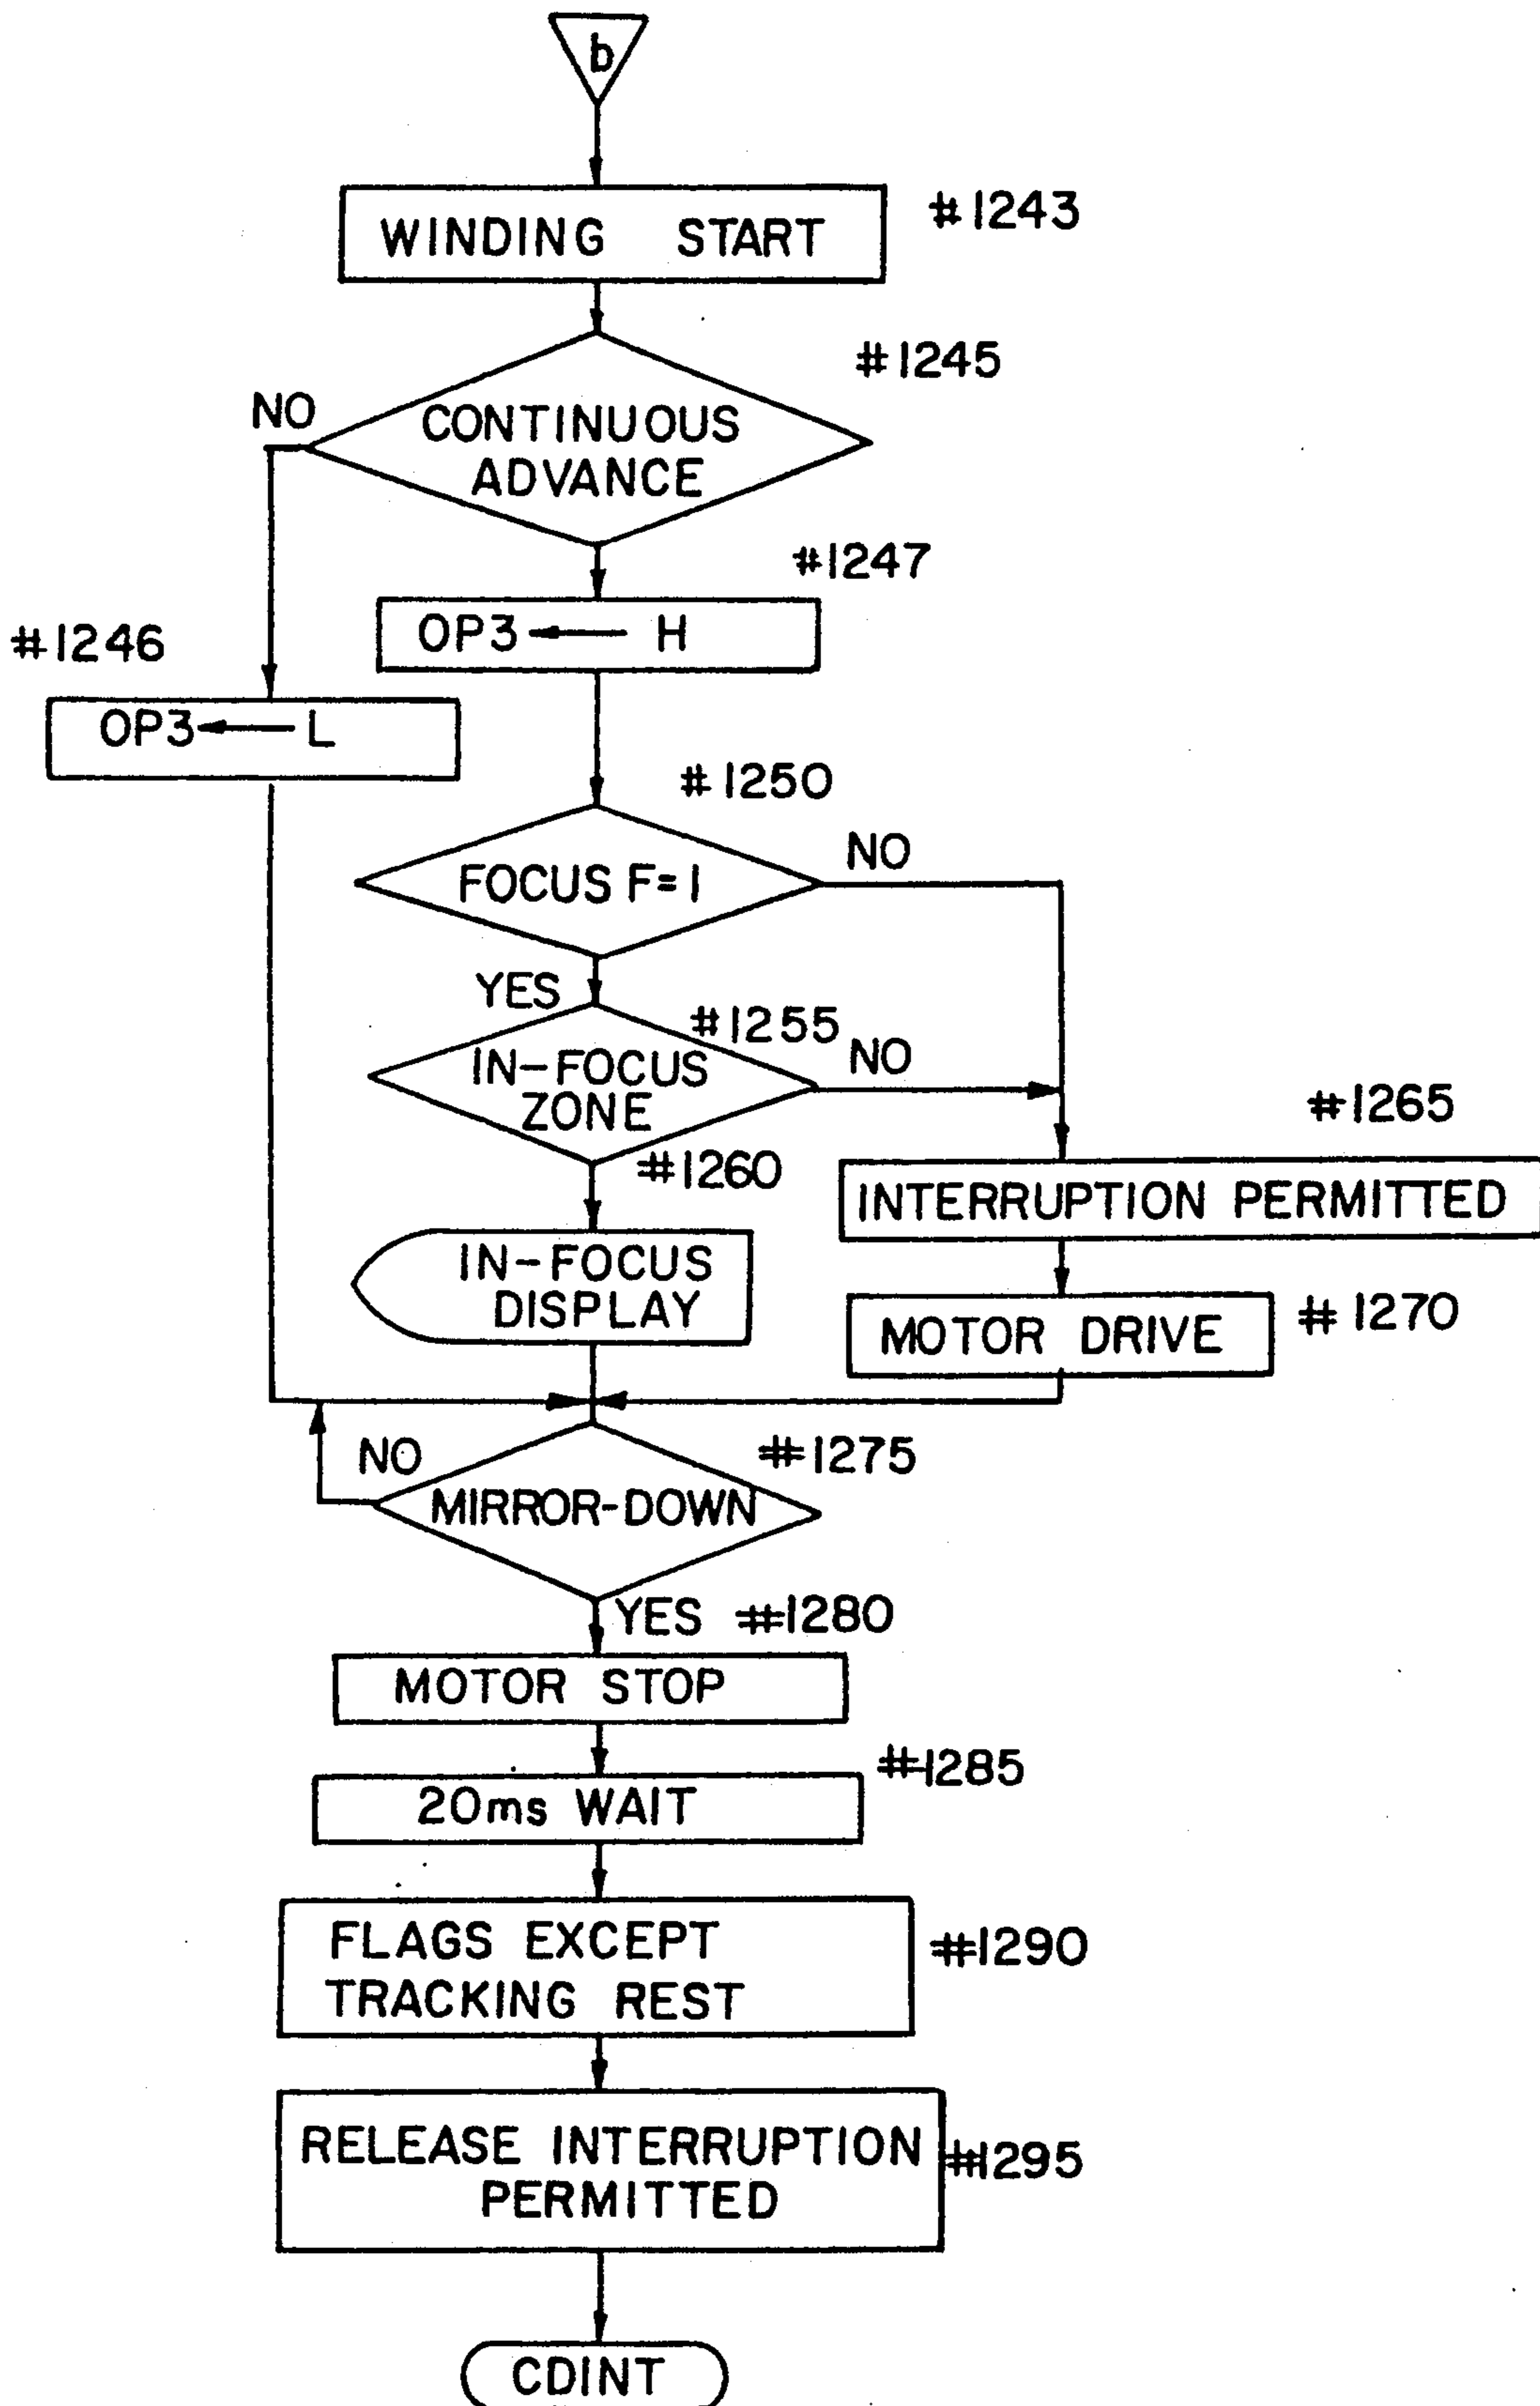 b
WINDING START
#1243
#1245
NO
CONTINUOUS
ADVANCE
#1247
OP3 ← H
#1246
OP3 ← L
#1250
NO
FOCUS F=1
YES
#1255
NO
IN-FOCUS
ZONE
#1265
#1260
INTERRUPTION PERMITTED
IN-FOCUS
DISPLAY
#1270
MOTOR DRIVE
NO
#1275
MIRROR-DOWN
YES
#1280
MOTOR STOP
#1285
20ms WAIT
FLAGS EXCEPT
TRACKING REST
#1290
RELEASE INTERRUPTION
PERMITTED
#1295
CDINT